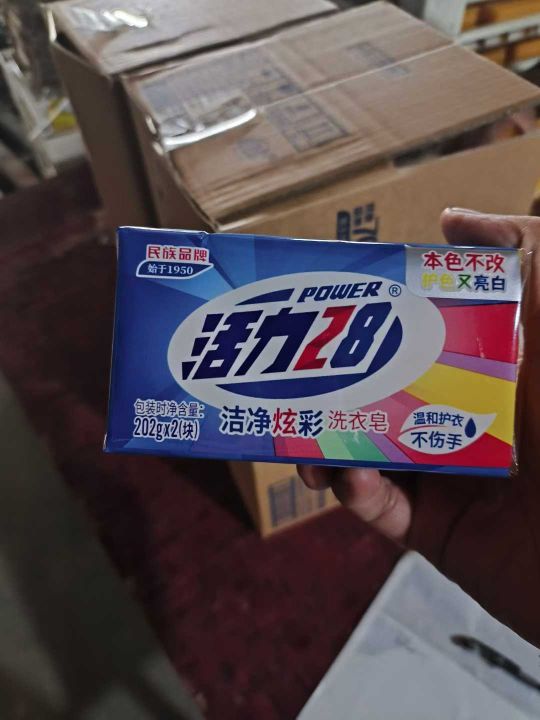 民族品牌
始于1950
本色不改
护色又亮白
POWER®
活力28
包装时净含量:
202gx2(块)
洁净炫彩洗衣皂
温和护衣
不伤手